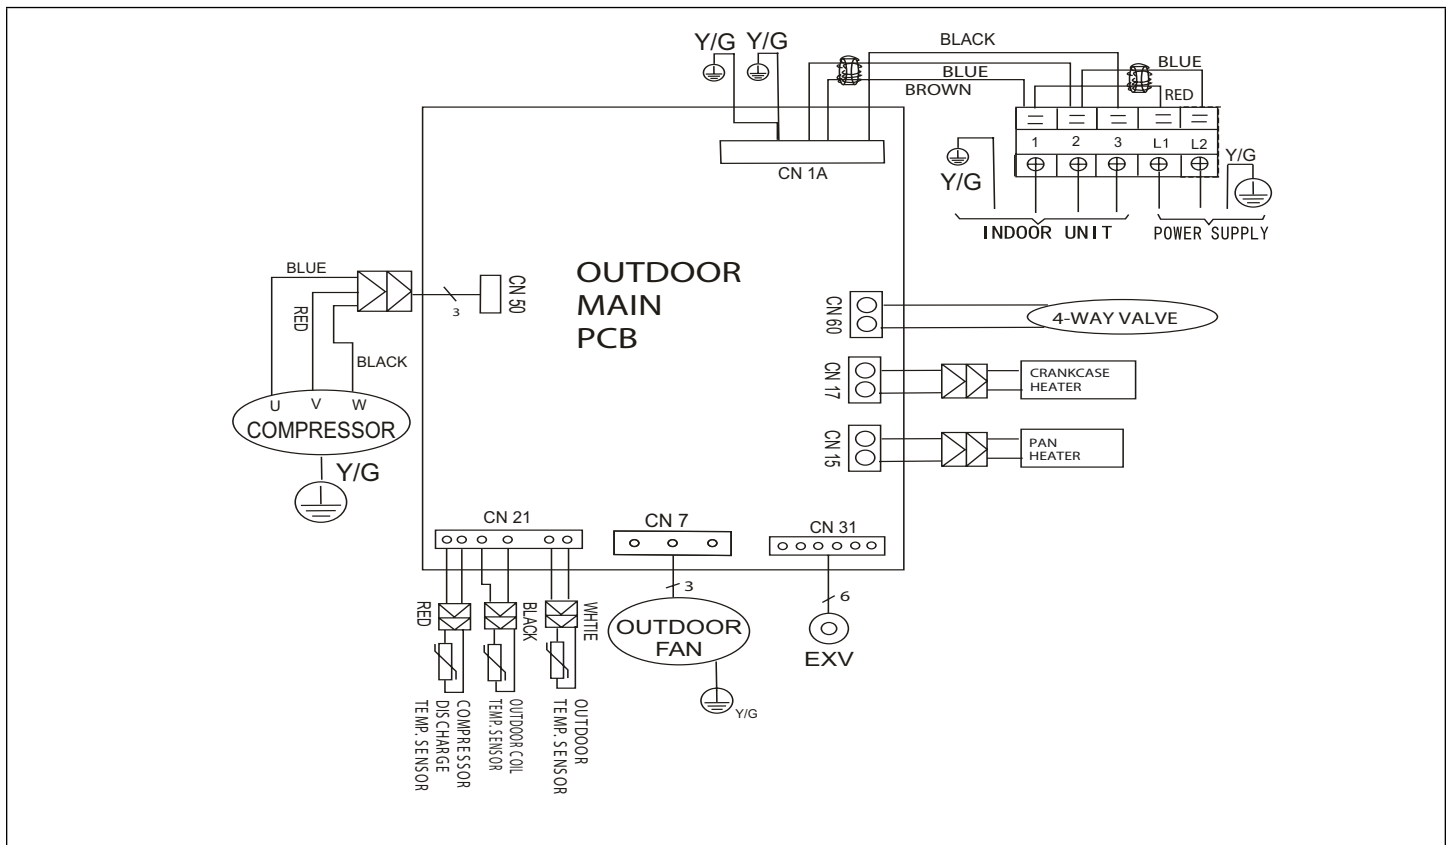 Y/G Y/G
BLACK
BLUE
BLUE
BROWN
RED
1 2 3 L1 L2
CN 1A
Y/G
Y/G
INDOOR UNIT
POWER SUPPLY
OUTDOOR
MAIN
PCB
BLUE
RED
BLACK
3
CN 50
U V W
COMPRESSOR
Y/G
CN 60
4-WAY VALVE
CN 17
CRANKCASE
HEATER
CN 15
PAN
HEATER
CN 21
CN 7
CN 31
RED
BLACK
WHTIE
3
6
OUTDOOR
FAN
EXV
Y/G
COMPRESSOR
DISCHARGE
TEMP. SENSOR
OUTDOOR COIL
TEMP. SENSOR
OUTDOOR
TEMP. SENSOR